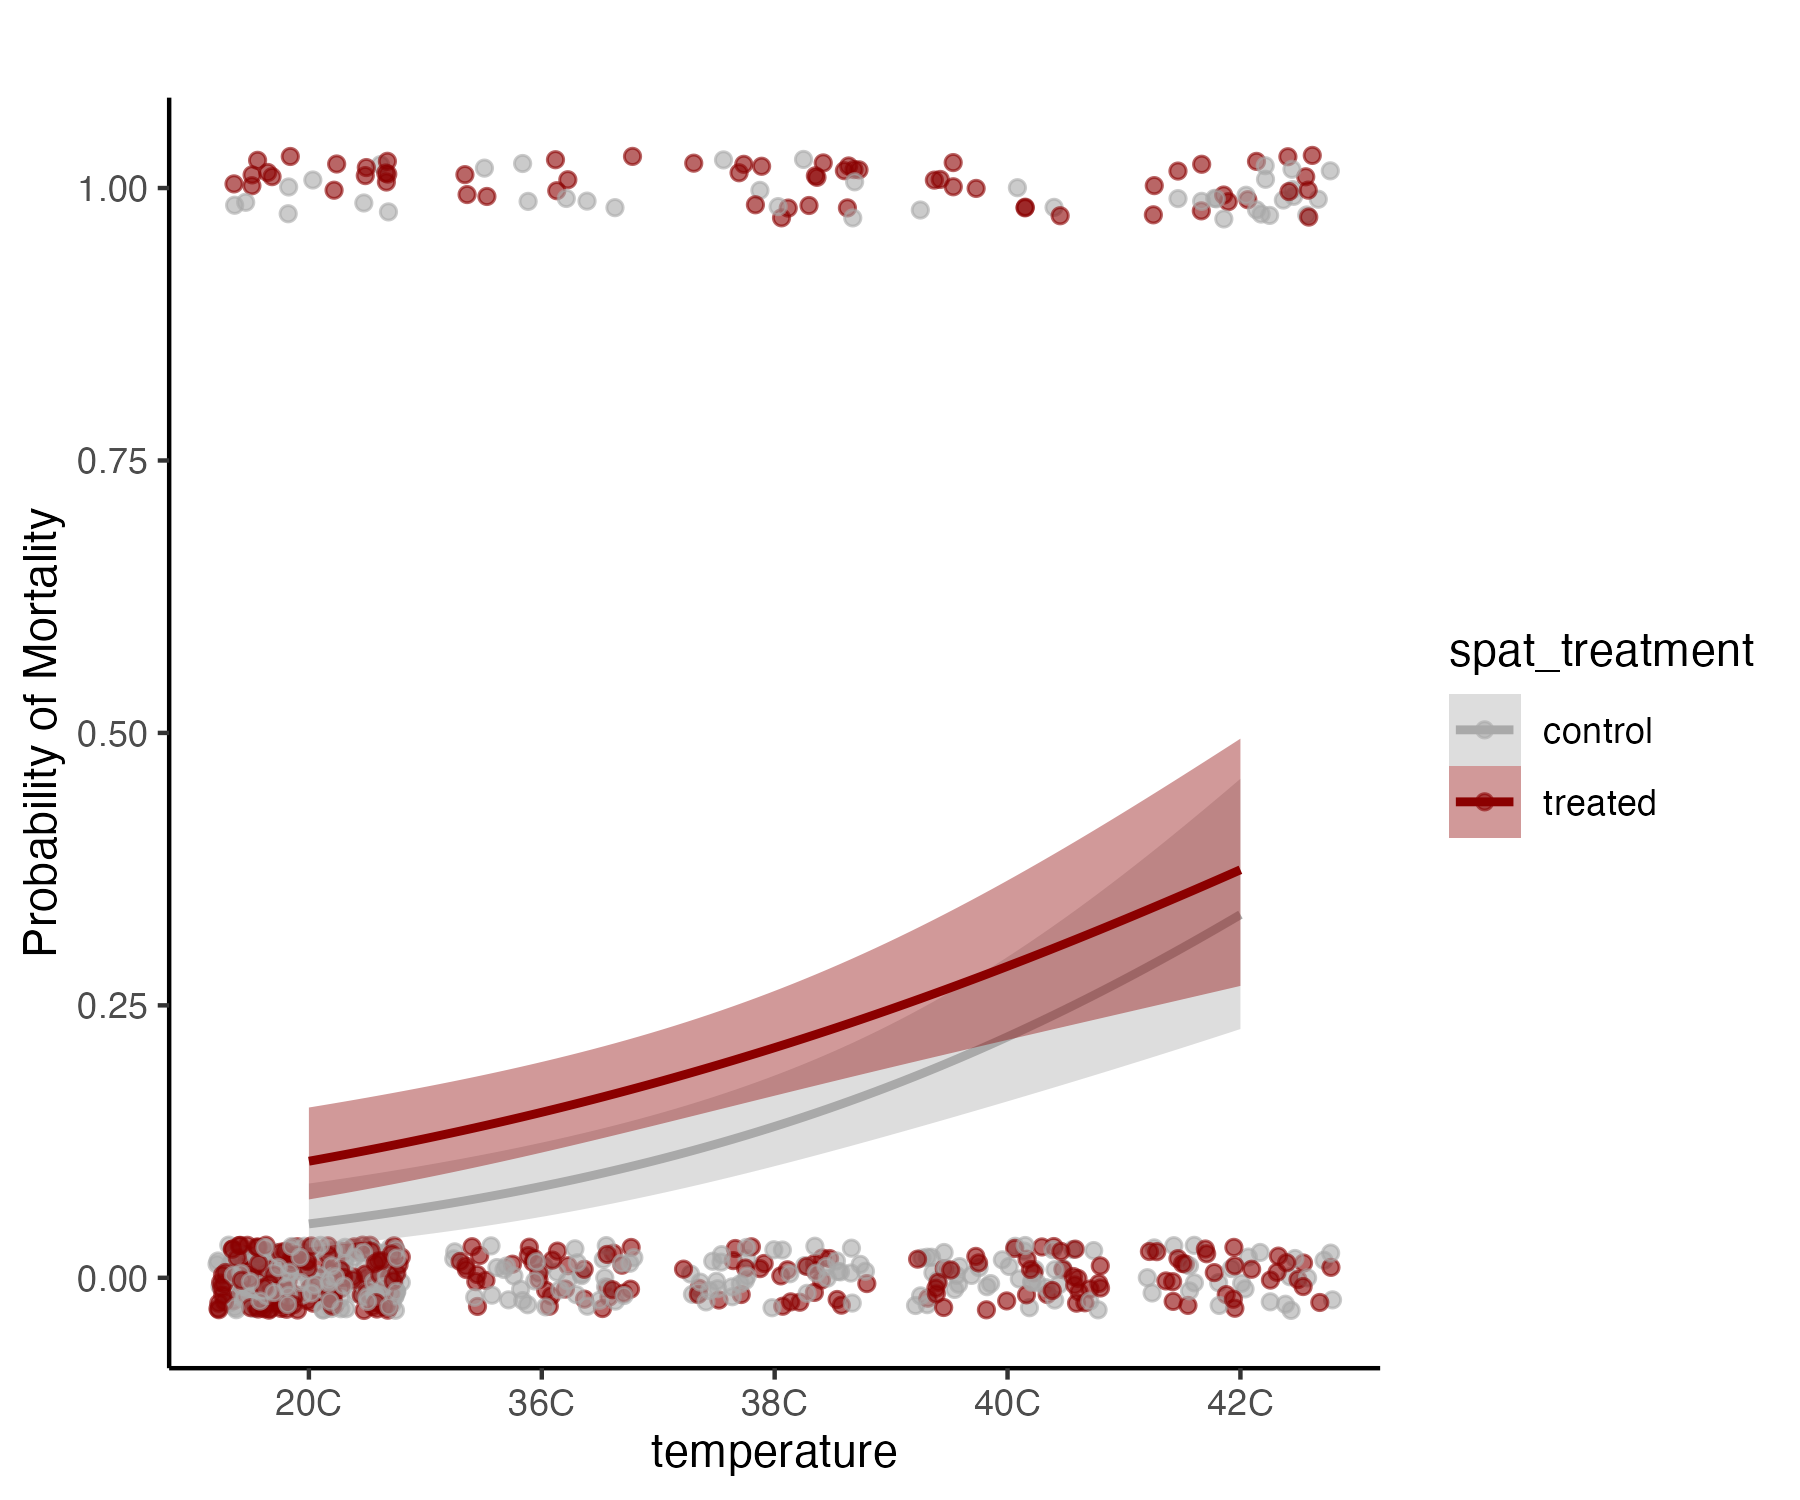 1.00
0.75
0.50
0.25
0.00
Probability of Mortality
20C 36C 38C 40C 42C
temperature
spat_treatment
control
treated